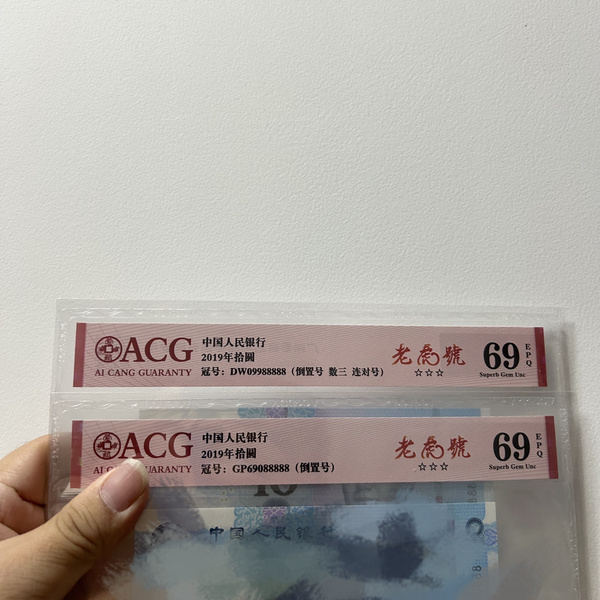 ACG
AI CANG GUARANTY
中国人民银行
2019年拾圆
冠号：DW09988888（倒置号 数三 连对号）
老虎號
☆☆☆
69
EPQ
Superb Gem Unc
ACG
AI GUARANTY
中国人民银行
2019年拾圆
冠号：GP69088888（倒置号）
老虎號
☆☆☆
69
EPQ
Superb Gem Unc
10
中国人民银行